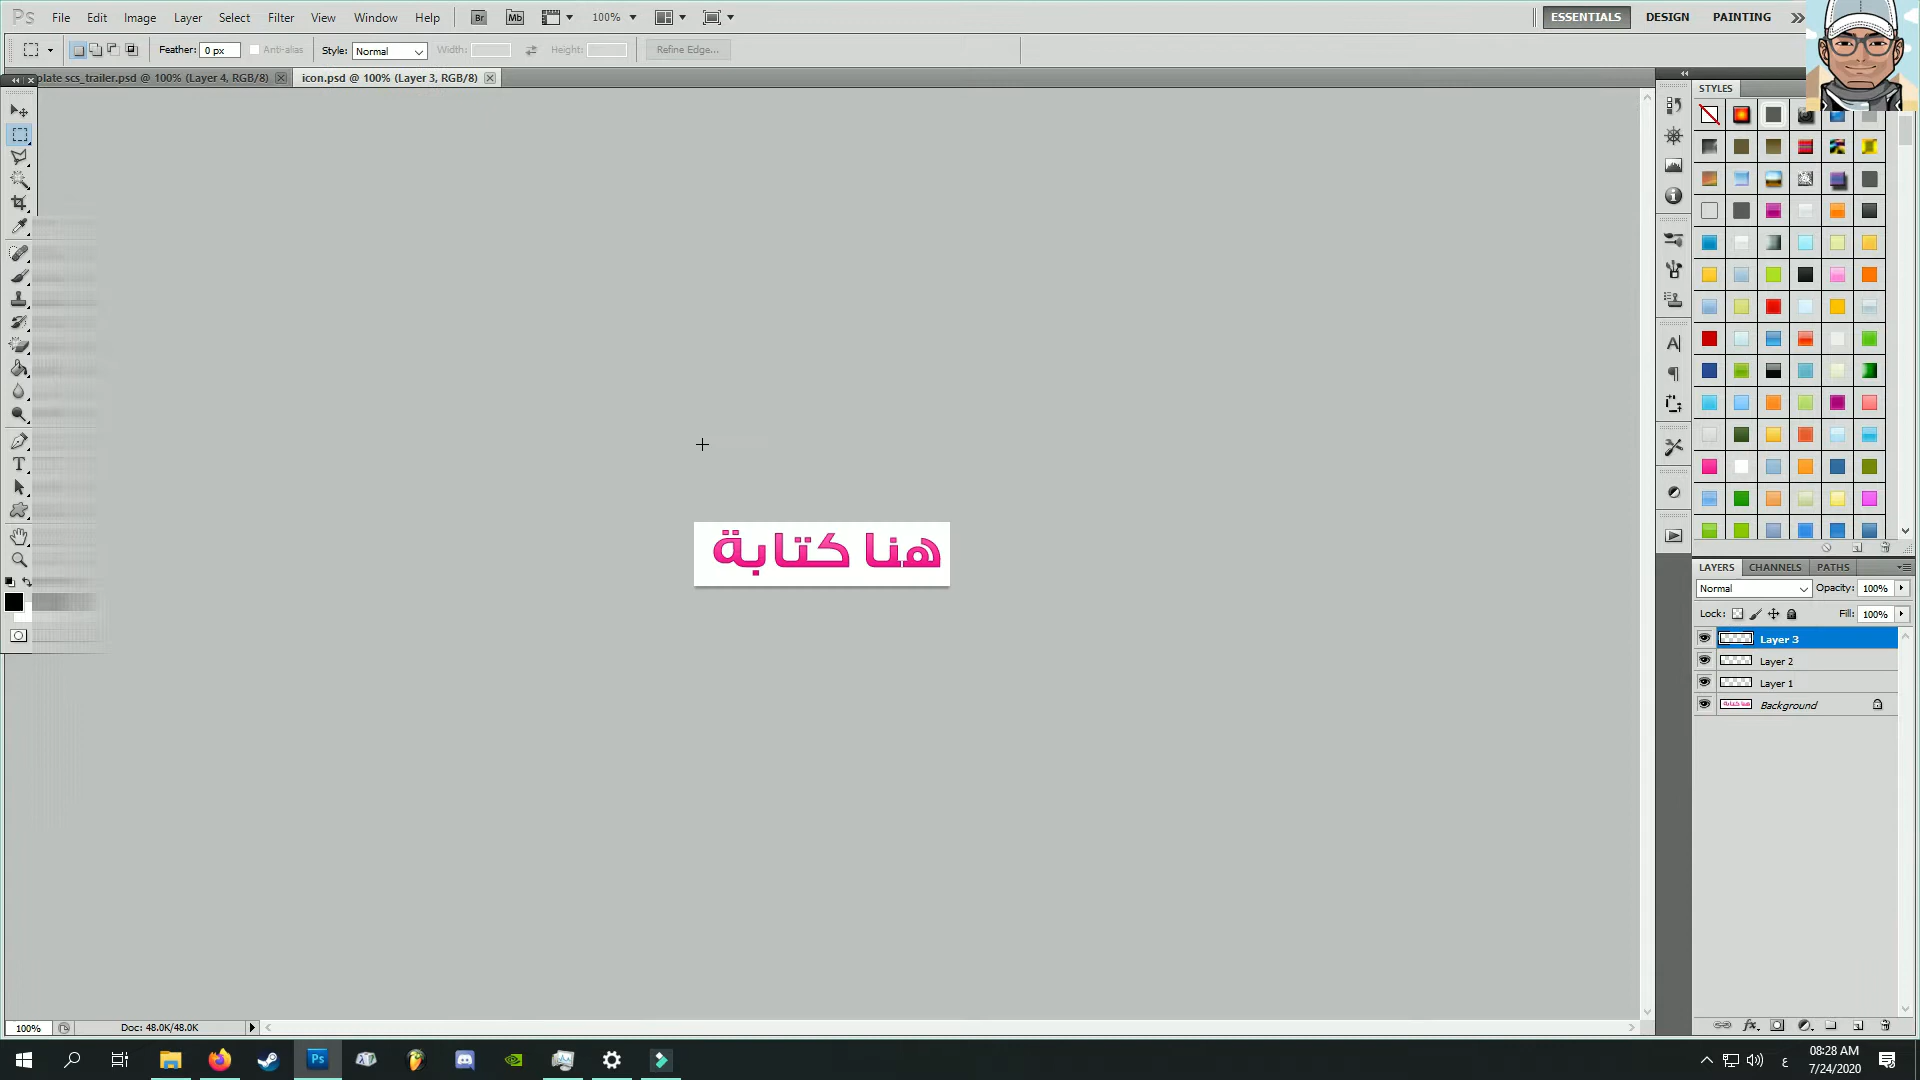 Ps File Edit Image Layer Select Filter View Window Help Br Mb 100% ESSENTIALS DESIGN PAINTING
Feather: 0 px Anti-alias Style: Normal Width: Height: Refine Edge...
plate scs_trailer.psd @ 100% (Layer 4, RGB/8) icon.psd @ 100% (Layer 3, RGB/8)
STYLES
هنا كتابة
LAYERS CHANNELS PATHS
Normal Opacity: 100%
Lock: Fill: 100%
Layer 3
Layer 2
Layer 1
Background
100% Doc: 48.0K/48.0K
Ps ع 08:28 AM
7/24/2020